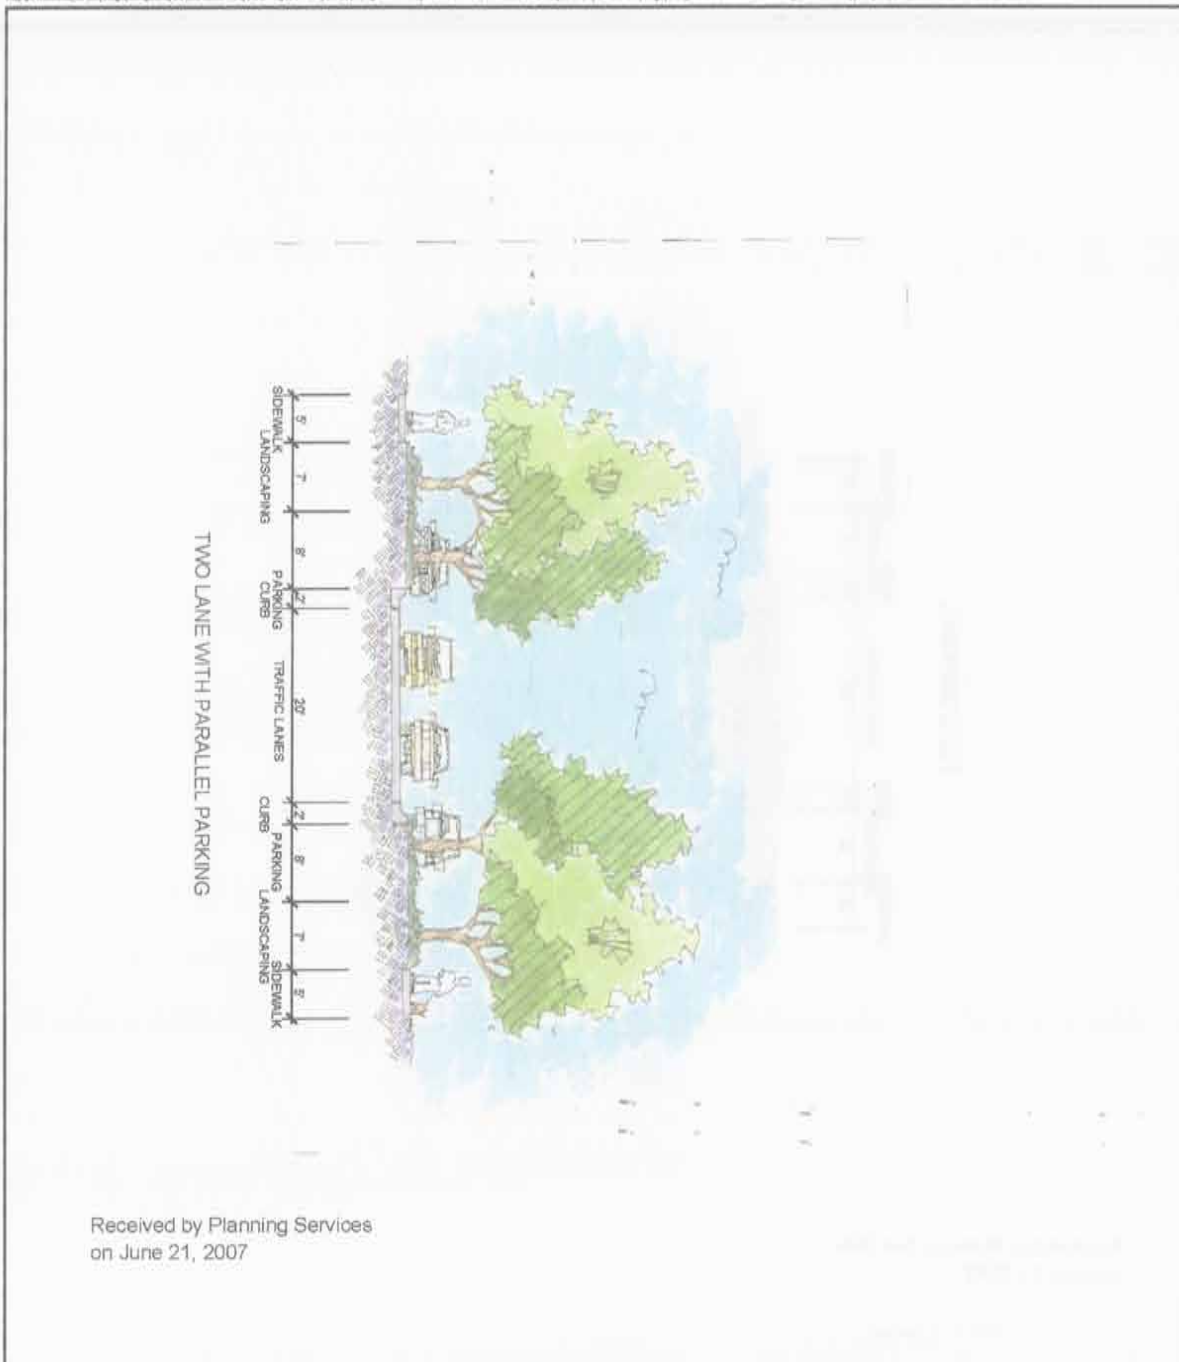 SIDEWALK
5'
LANDSCAPING
7'
8'
PARKING
2'
CURB
TRAFFIC LANES
20'
2'
CURB
8'
PARKING
7'
LANDSCAPING
5'
SIDEWALK
TWO LANE WITH PARALLEL PARKING
Received by Planning Services
on June 21, 2007